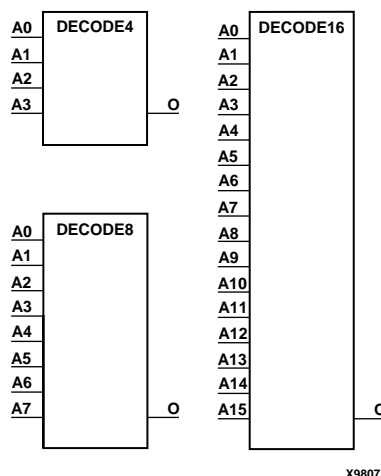 DECODE4
A0
A1
A2
A3
O
DECODE8
A0
A1
A2
A3
A4
A5
A6
A7
O
DECODE16
A0
A1
A2
A3
A4
A5
A6
A7
A8
A9
A10
A11
A12
A13
A14
A15
O
X9807